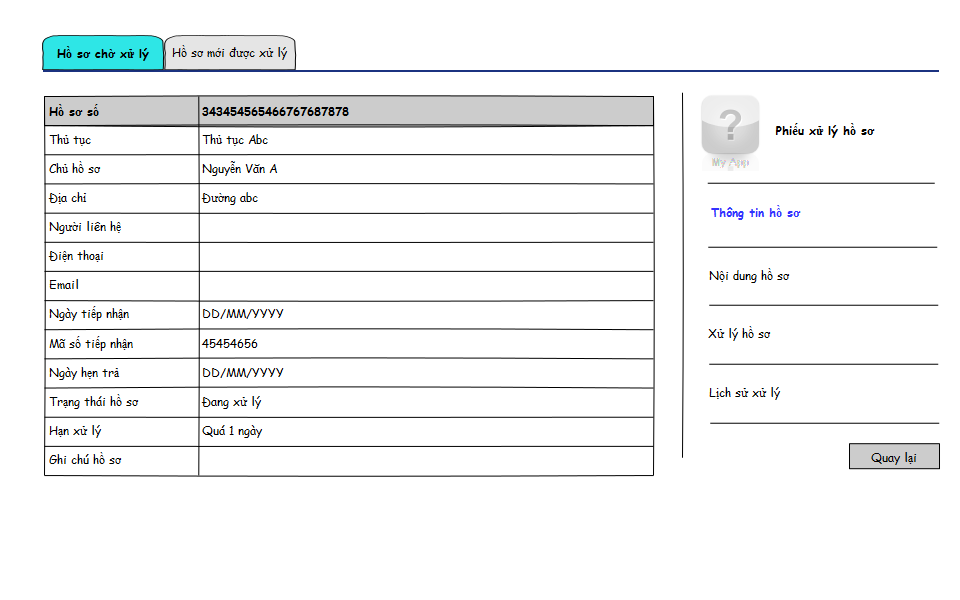 Hồ sơ chờ xử lý
Hồ sơ mới được xử lý
Hồ sơ số 343454565466767687878
Thủ tục Thủ tục Abc
Chủ hồ sơ Nguyễn Văn A
Địa chỉ Đường abc
Người liên hệ
Điện thoại
Email
Ngày tiếp nhận DD/MM/YYYY
Mã số tiếp nhận 45454656
Ngày hẹn trả DD/MM/YYYY
Trạng thái hồ sơ Đang xử lý
Hạn xử lý Quá 1 ngày
Ghi chú hồ sơ
?
My App
Phiếu xử lý hồ sơ
Thông tin hồ sơ
Nội dung hồ sơ
Xử lý hồ sơ
Lịch sử xử lý
Quay lại